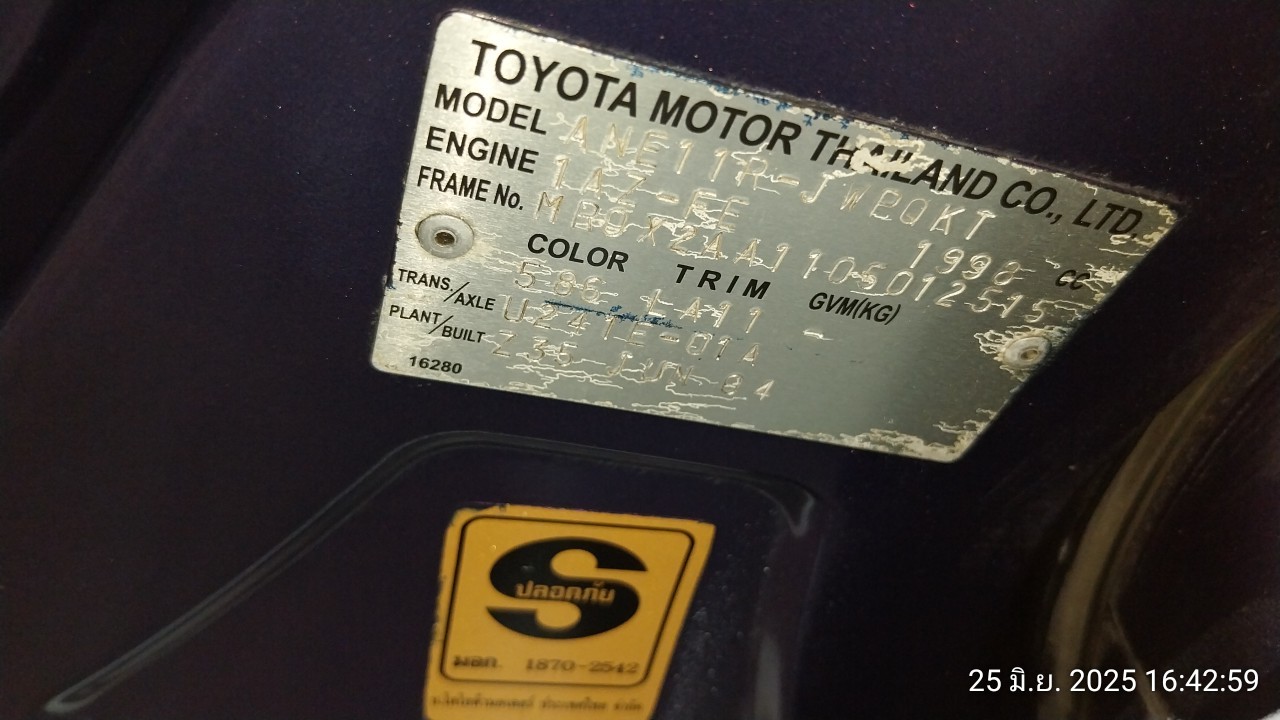 TOYOTA MOTOR THAILAND CO., LTD.
MODEL ANE11R-JWPQKT
ENGINE 1AZ-FE 1998 CC
FRAME No.
COLOR TRIM GVM(KG)
586 LA11 -
TRANS./AXLE U241E-01A
PLANT/BUILT Z35 JUN 04
16280
S
ปลอดภัย
มอก. 1870-2542
25 มิ.ย. 2025 16:42:59